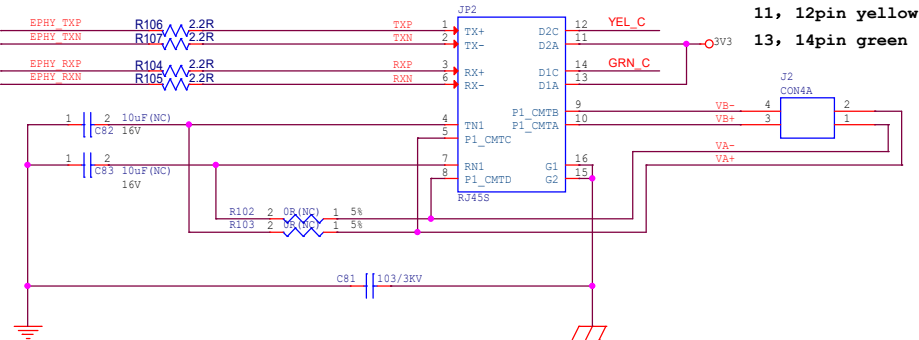 JP2
11, 12pin yellow
EPHY_TXP R106 2.2R TXP 1 TX+ D2C 12 YEL_C
EPHY_TXN R107 2.2R TXN 2 TX- D2A 11 3V3
13, 14pin green
EPHY_RXP R104 2.2R RXP 3 RX+ D1C 14 GRN_C
EPHY_RXN R105 2.2R RXN 6 RX- D1A 13
J2
CON4A
P1_CMTB 9 VB- 4 2
1 2 10uF(NC) 4 TN1 P1_CMTA 10 VB+ 3 1
C82 16V
5 P1_CMTC
VA-
1 2 7 RN1 G1 16 VA+
C83 10uF(NC) 8 P1_CMTD G2 15
16V
RJ45S
R102 2 0R(NC) 1 5%
R103 2 0R(NC) 1 5%
C81 103/3KV